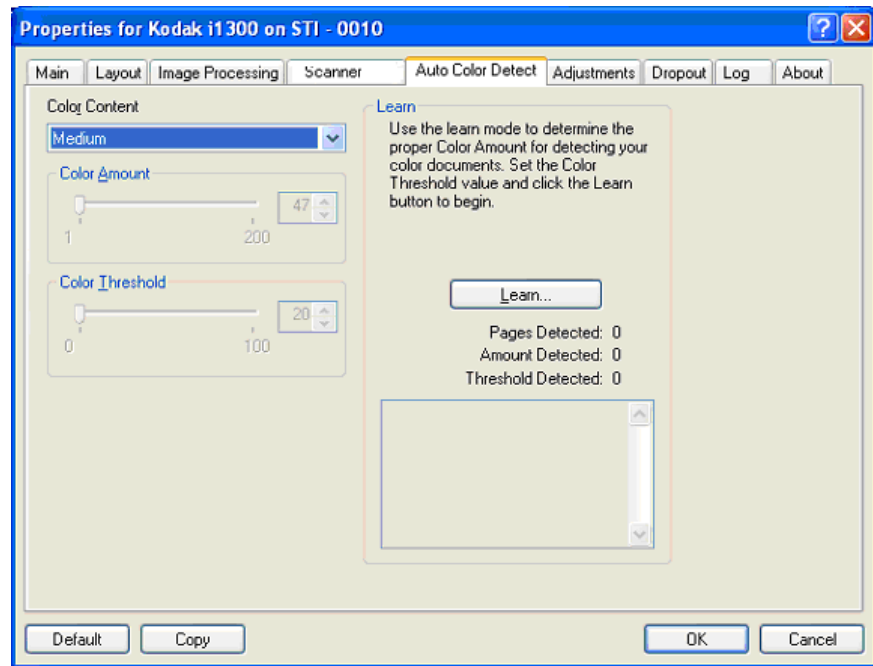 Properties for Kodak i1300 on STI - 0010
Main Layout Image Processing Scanner Auto Color Detect Adjustments Dropout Log About
Color Content
Medium
Color Amount
47
1 200
Color Threshold
20
0 100
Learn
Use the learn mode to determine the
proper Color Amount for detecting your
color documents. Set the Color
Threshold value and click the Learn
button to begin.
Learn...
Pages Detected: 0
Amount Detected: 0
Threshold Detected: 0
Default Copy OK Cancel